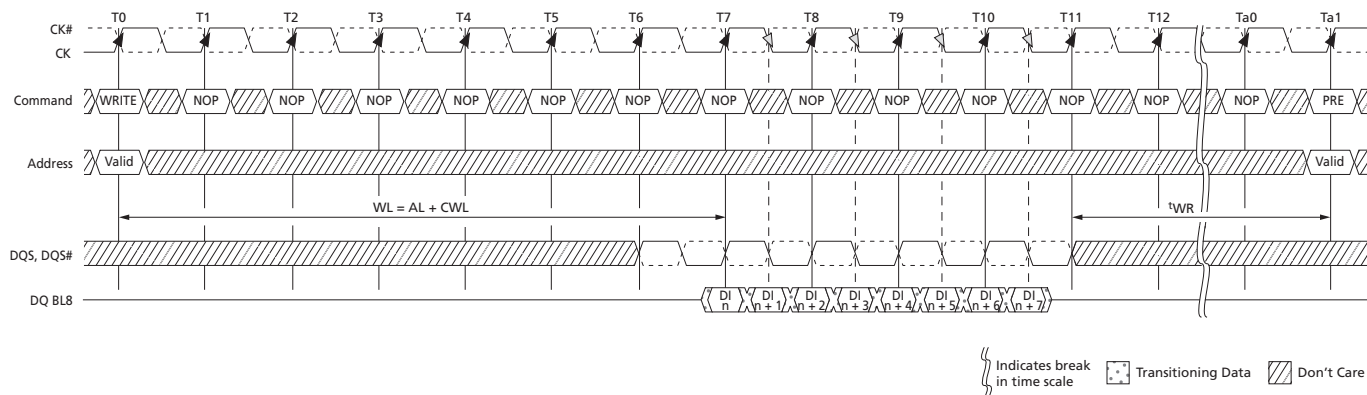 T0 T1 T2 T3 T4 T5 T6 T7 T8 T9 T10 T11 T12 Ta0 Ta1
CK#
CK
Command WRITE NOP NOP NOP NOP NOP NOP NOP NOP NOP NOP NOP NOP NOP PRE
Address Valid Valid
WL = AL + CWL tWR
DQS, DQS#
DQ BL8 DI n DI n + 1 DI n + 2 DI n + 3 DI n + 4 DI n + 5 DI n + 6 DI n + 7
Indicates break
in time scale
Transitioning Data
Don't Care